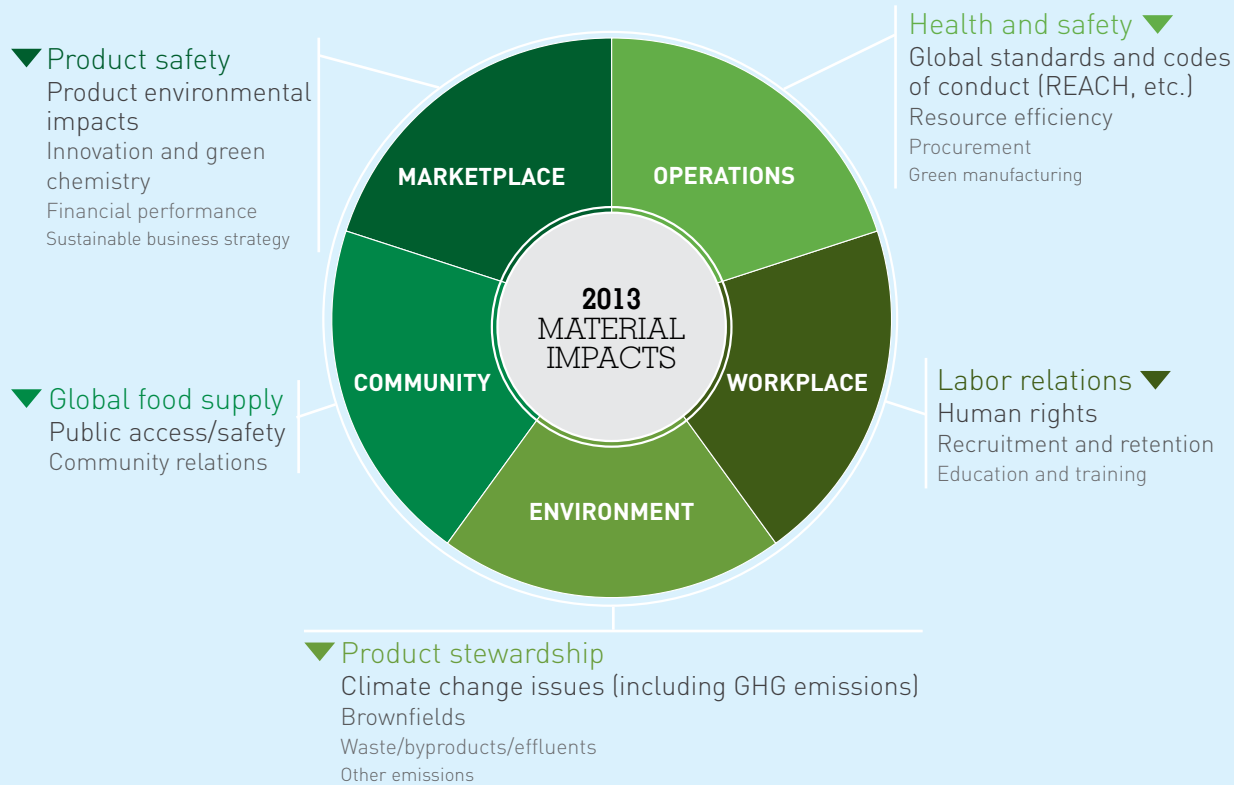 Product safety
Product environmental
impacts
Innovation and green
chemistry
Financial performance
Sustainable business strategy
Health and safety
Global standards and codes
of conduct (REACH, etc.)
Resource efficiency
Procurement
Green manufacturing
MARKETPLACE
OPERATIONS
2013
MATERIAL
IMPACTS
COMMUNITY
WORKPLACE
ENVIRONMENT
Global food supply
Public access/safety
Community relations
Labor relations
Human rights
Recruitment and retention
Education and training
Product stewardship
Climate change issues (including GHG emissions)
Brownfields
Waste/byproducts/effluents
Other emissions